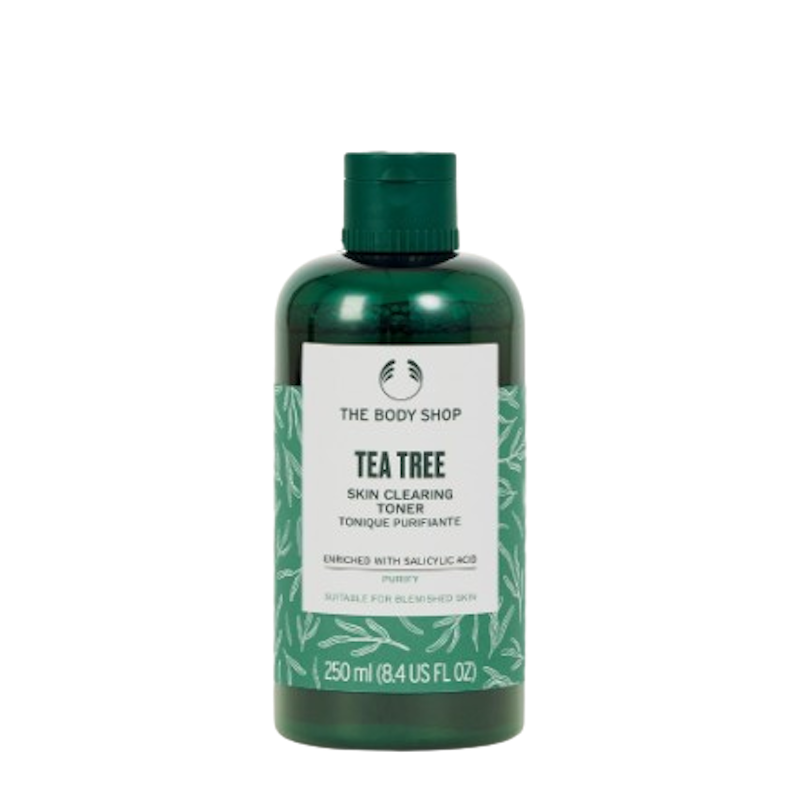 THE BODY SHOP
TEA TREE
SKIN CLEARING
TONER
TONIQUE PURIFIANTE
ENRICHED WITH SALICYLIC ACID
PURIFY
SUITABLE FOR BLEMISHED SKIN
250 ml (8.4 US FL OZ)